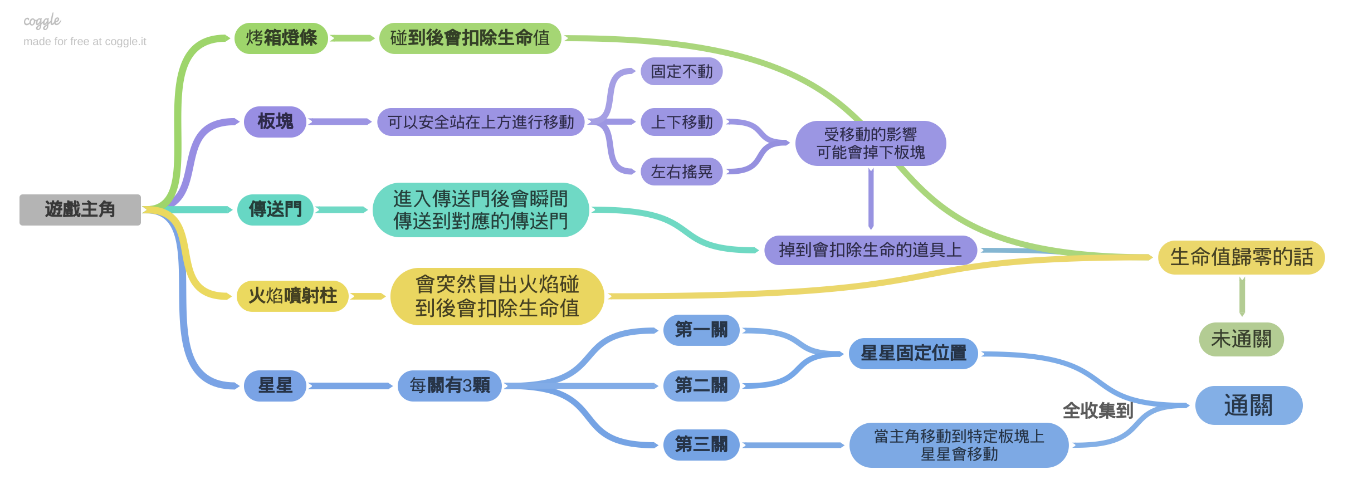 coggle
made for free at coggle.it
遊戲主角
烤箱燈條
碰到後會扣除生命值
板塊
可以安全站在上方進行移動
固定不動
上下移動
左右搖晃
受移動的影響
可能會掉下板塊
傳送門
進入傳送門後會瞬間
傳送到對應的傳送門
掉到會扣除生命的道具上
火焰噴射柱
會突然冒出火焰碰
到後會扣除生命值
生命值歸零的話
未通關
星星
每關有3顆
第一關
第二關
第三關
星星固定位置
當主角移動到特定板塊上
星星會移動
全收集到
通關